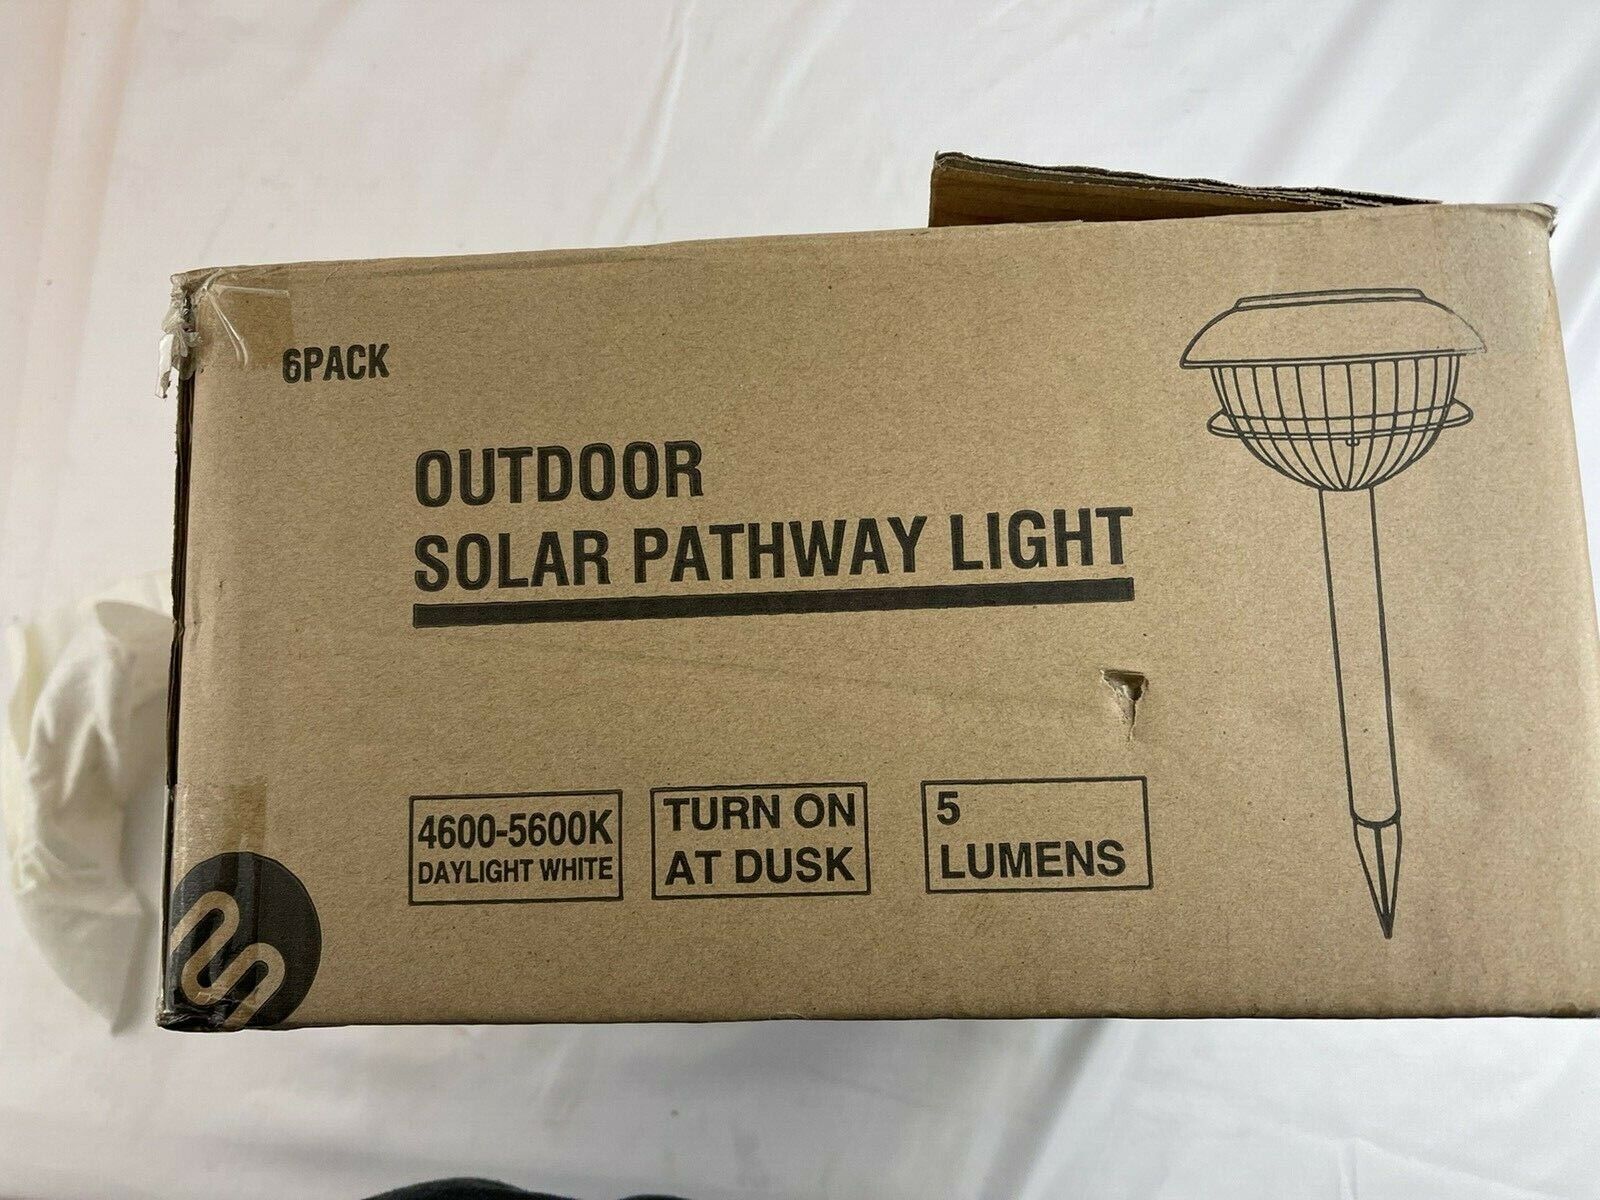 6PACK
OUTDOOR
SOLAR PATHWAY LIGHT
4600-5600K
DAYLIGHT WHITE
TURN ON
AT DUSK
5
LUMENS